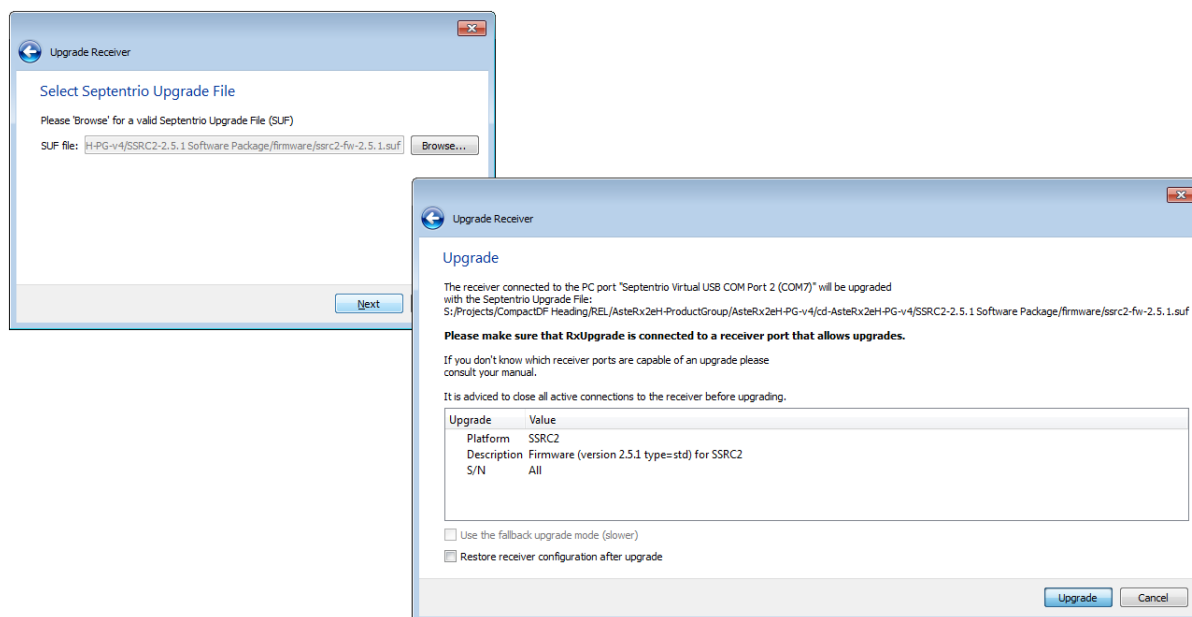 Upgrade Receiver
Select Septentrio Upgrade File
Please 'Browse' for a valid Septentrio Upgrade File (SUF)
SUF file: H-PG-v4/SSRC2-2.5.1 Software Package/firmware/ssrc2-fw-2.5.1.suf Browse...
Next
Upgrade Receiver
Upgrade
The receiver connected to the PC port "Septentrio Virtual USB COM Port 2 (COM7)" will be upgraded
with the Septentrio Upgrade File:
S:/Projects/CompactDF Heading/REL/AsteRx2eH-ProductGroup/AsteRx2eH-PG-v4/cd-AsteRx2eH-PG-v4/SSRC2-2.5.1 Software Package/firmware/ssrc2-fw-2.5.1.suf
Please make sure that RxUpgrade is connected to a receiver port that allows upgrades.
If you don't know which receiver ports are capable of an upgrade please
consult your manual.
It is adviced to close all active connections to the receiver before upgrading.
Upgrade Value
Platform SSRC2
Description Firmware (version 2.5.1 type=std) for SSRC2
S/N All
Use the fallback upgrade mode (slower)
Restore receiver configuration after upgrade
Upgrade Cancel